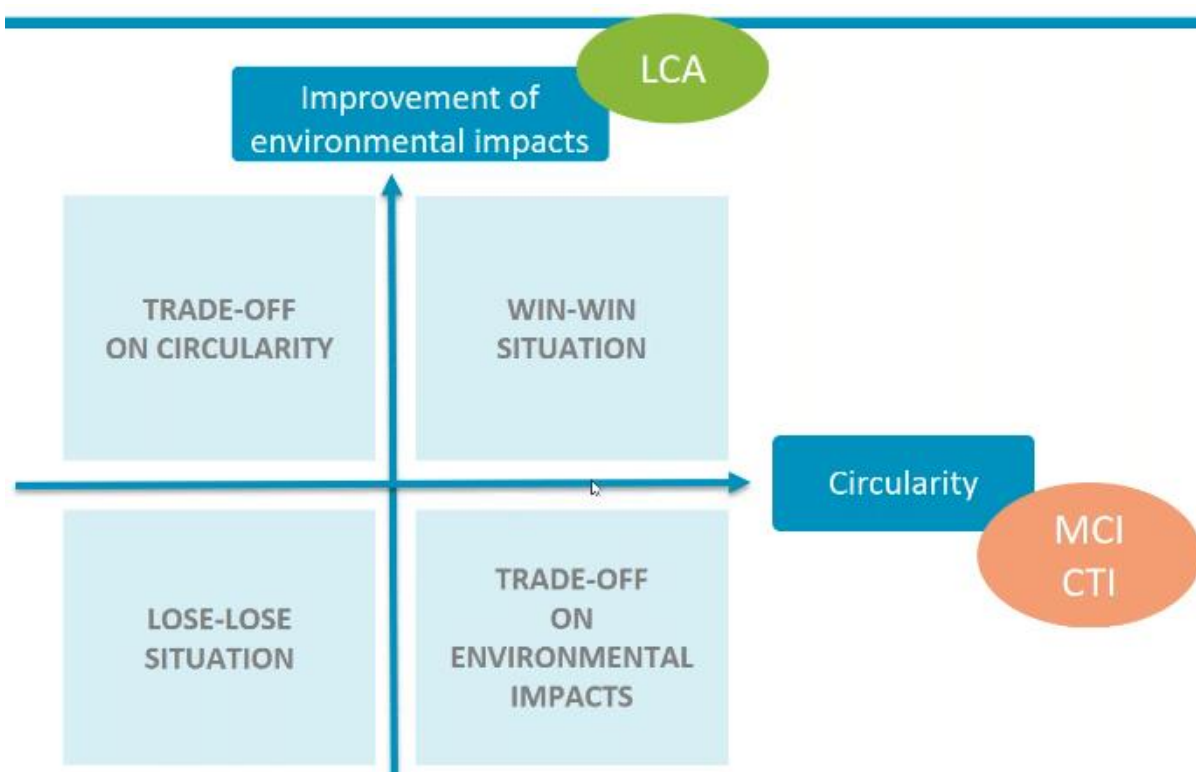 LCA
Improvement of
environmental impacts
TRADE-OFF
ON CIRCULARITY
WIN-WIN
SITUATION
Circularity
MCI
CTI
LOSE-LOSE
SITUATION
TRADE-OFF
ON
ENVIRONMENTAL
IMPACTS